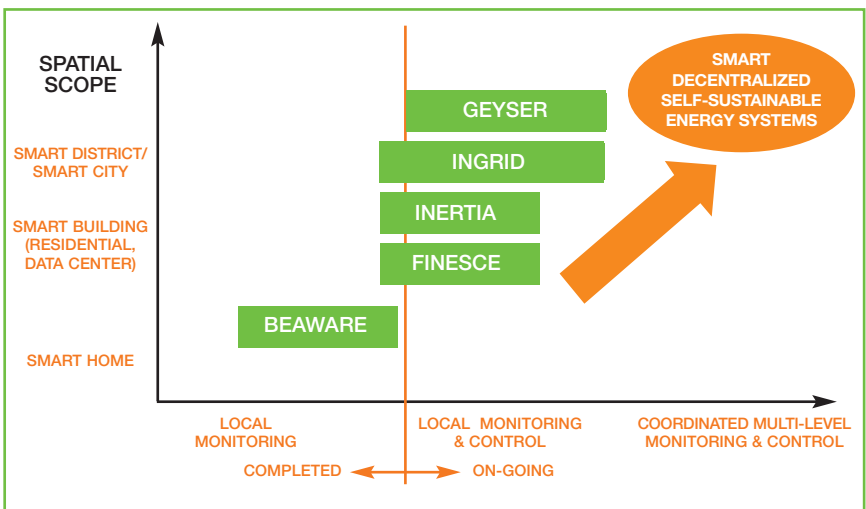 SPATIAL
SCOPE
SMART
DECENTRALIZED
SELF-SUSTAINABLE
ENERGY SYSTEMS
GEYSER
SMART DISTRICT/
SMART CITY
INGRID
INERTIA
SMART BUILDING
(RESIDENTIAL,
DATA CENTER)
FINESCE
BEAWARE
SMART HOME
LOCAL
MONITORING
LOCAL MONITORING
& CONTROL
COORDINATED MULTI-LEVEL
MONITORING & CONTROL
COMPLETED
ON-GOING